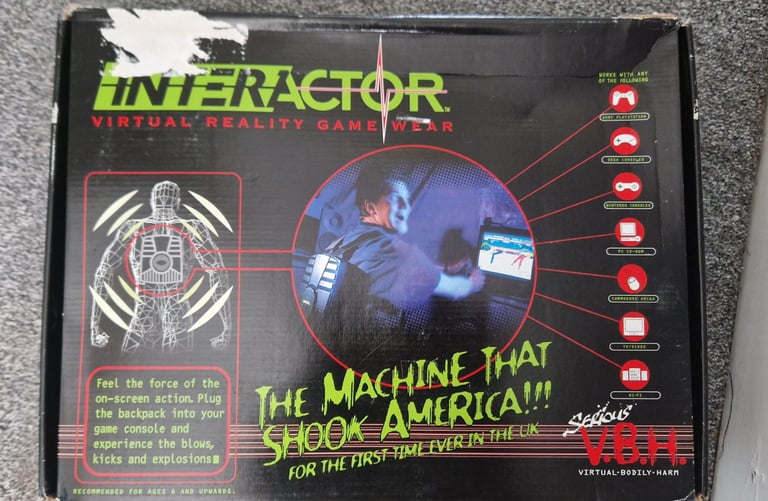 INTERACTOR™
VIRTUAL REALITY GAME WEAR
WORKS WITH ANY
OF THE FOLLOWING
SONY PLAYSTATION
SEGA CONSOLES
NINTENDO CONSOLES
PC CD-ROM
COMMODORE AMIGA
TV/VIDEO
HI-FI
Feel the force of the
on-screen action. Plug
the backpack into your
game console and
experience the blows,
kicks and explosions
RECOMMENDED FOR AGES 6 AND UPWARDS.
THE MACHINE THAT
SHOOK AMERICA!!!
FOR THE FIRST TIME EVER IN THE UK
SERIOUS
V.B.H.
VIRTUAL·BODILY·HARM